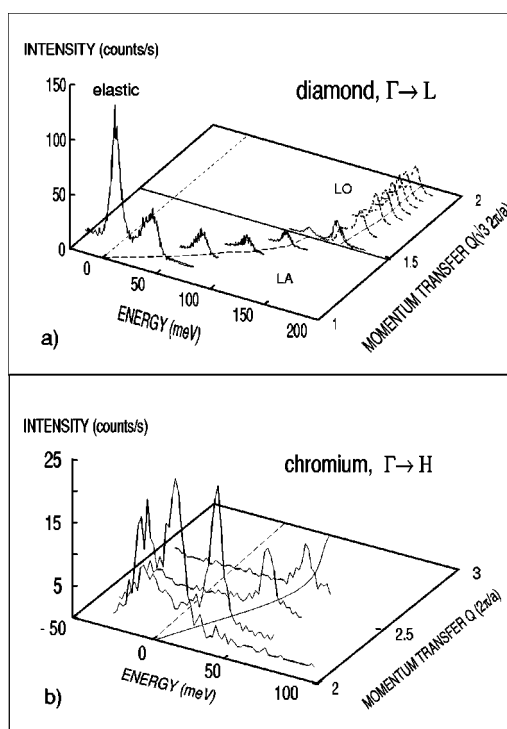 INTENSITY (counts/s)
150
elastic
diamond, Γ→L
100
50
LO
2
0
0
LA
1.5
50
100
ENERGY (meV)
150
200
1
MOMENTUM TRANSFER Q(√3 2π/a)
a)
INTENSITY (counts/s)
25
chromium, Γ→H
15
5
3
- 50
2.5
0
ENERGY (meV)
50
100
2
MOMENTUM TRANSFER Q (2π/a)
b)